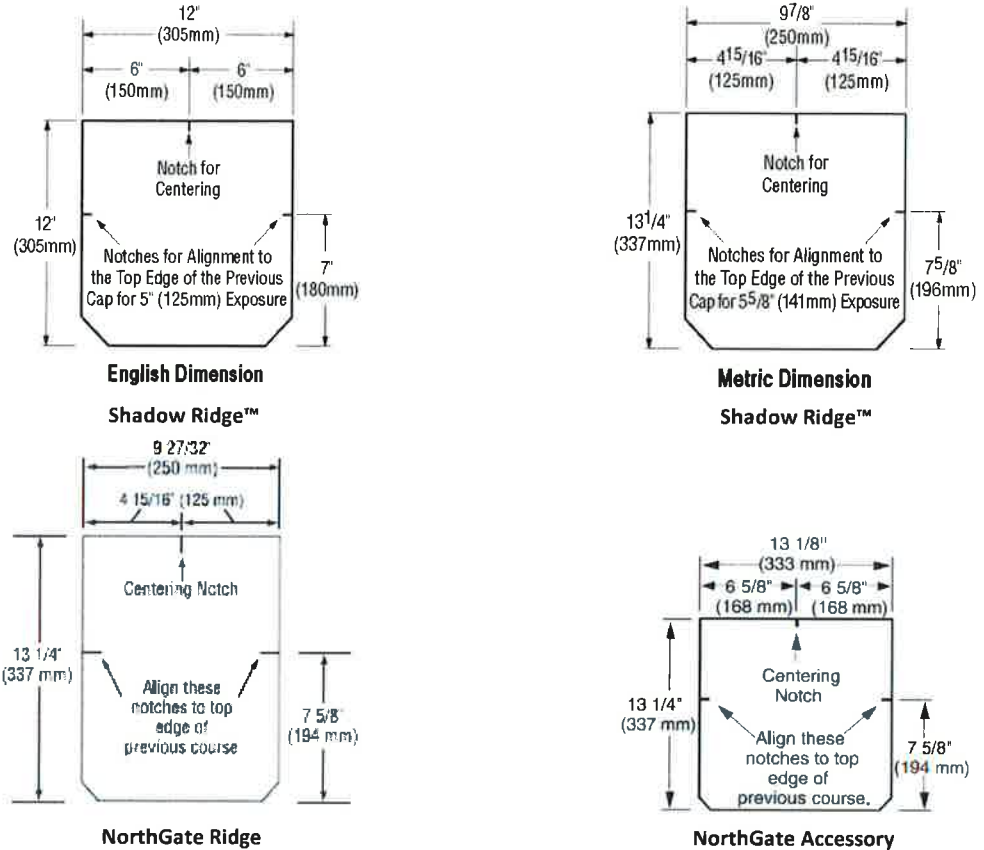 12"
(305mm)
6"
(150mm)
6"
(150mm)
Notch for
Centering
12"
(305mm)
Notches for Alignment to
the Top Edge of the Previous
Cap for 5" (125mm) Exposure
7"
(180mm)
English Dimension
Shadow Ridge™
9 7/8"
(250mm)
4 15/16"
(125mm)
4 15/16"
(125mm)
Notch for
Centering
13 1/4"
(337mm)
Notches for Alignment to
the Top Edge of the Previous
Cap for 5 5/8" (141mm) Exposure
7 5/8"
(196mm)
Metric Dimension
Shadow Ridge™
9 27/32"
(250 mm)
4 15/16" (125 mm)
Centering Notch
13 1/4"
(337 mm)
Align these
notches to top
edge of
previous course
7 5/8"
(194 mm)
NorthGate Ridge
13 1/8"
(333 mm)
6 5/8"
(168 mm)
6 5/8"
(168 mm)
Centering
Notch
13 1/4"
(337 mm)
Align these
notches to top
edge of
previous course.
7 5/8"
(194 mm)
NorthGate Accessory